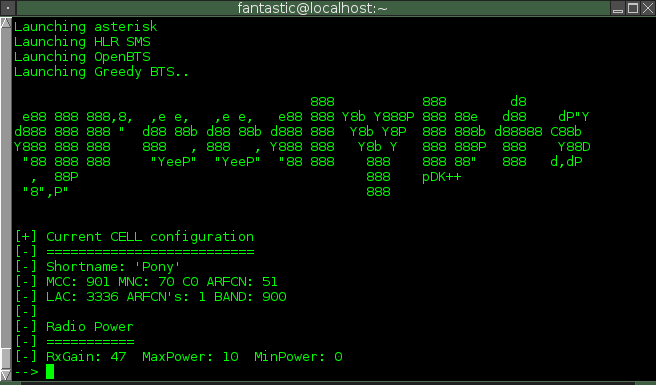 fantastic@localhost:~
Launching asterisk
Launching HLR SMS
Launching OpenBTS
Launching Greedy BTS..
                                     888           888        d8
 e88 888 888,8,  ,e e,   ,e e,   e88 888 Y8b Y888P 888 88e   d88    dP"Y
d888 888 888 "  d88 88b d88 88b d888 888  Y8b Y8P  888 888b d88888 C88b
Y888 888 888    888   , 888   , Y888 888   Y8b Y   888 888P  888    Y88D
 "88 888 888     "YeeP"  "YeeP"  "88 888    888    888 88"   888   d,dP
  ,  88P                                    888    pDK++
 "8",P"                                     888
[+] Current CELL configuration
[-] ==========================
[-] Shortname: 'Pony'
[-] MCC: 901 MNC: 70 C0 ARFCN: 51
[-] LAC: 3336 ARFCN's: 1 BAND: 900
[-]
[-] Radio Power
[-] ===========
[-] RxGain: 47  MaxPower: 10  MinPower: 0
-->